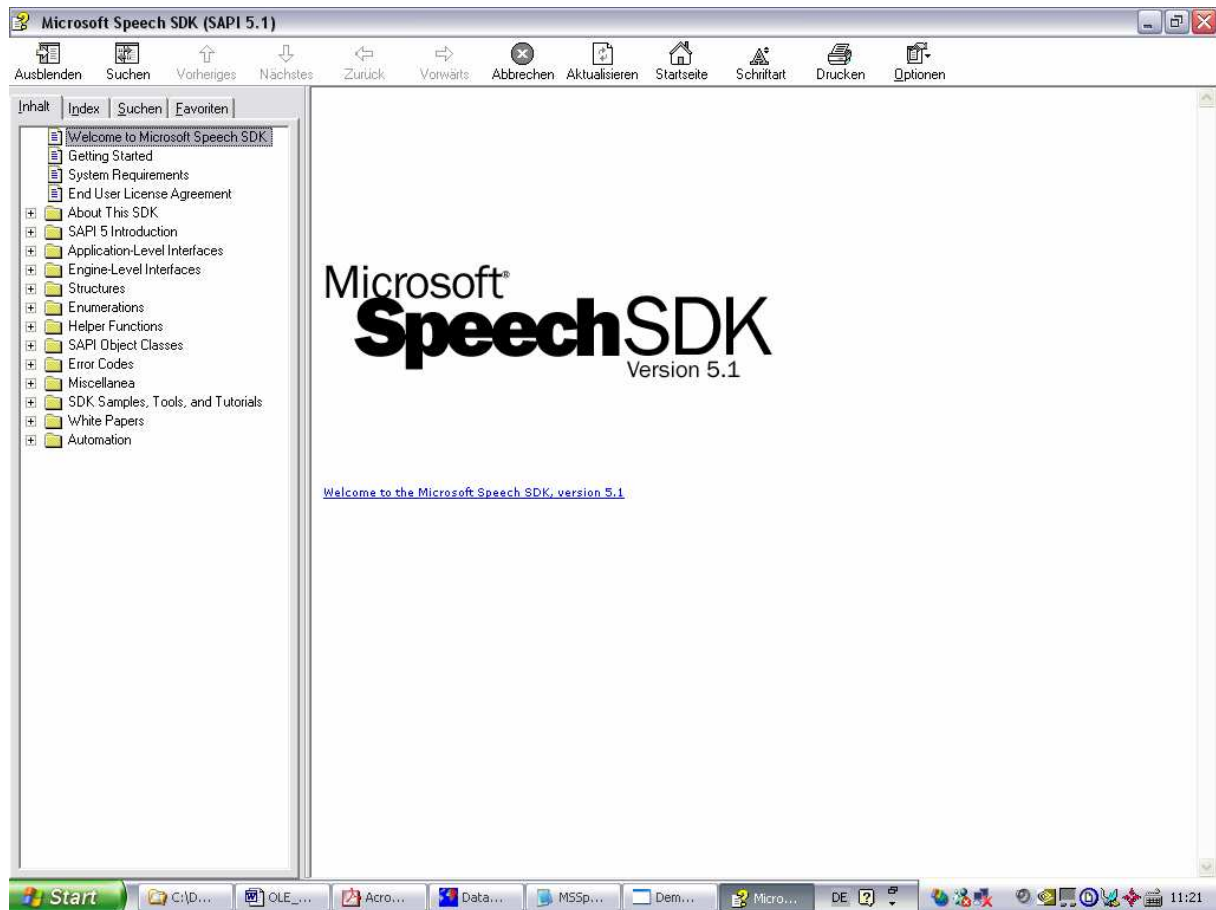 Microsoft Speech SDK (SAPI 5.1)
Ausblenden Suchen Vorheriges Nächstes Zurück Vorwärts Abbrechen Aktualisieren Startseite Schriftart Drucken Optionen
Inhalt Index Suchen Favoriten
Welcome to Microsoft Speech SDK
Getting Started
System Requirements
End User License Agreement
About This SDK
SAPI 5 Introduction
Application-Level Interfaces
Engine-Level Interfaces
Structures
Enumerations
Helper Functions
SAPI Object Classes
Error Codes
Miscellanea
SDK Samples, Tools, and Tutorials
White Papers
Automation
Microsoft®
SpeechSDK
Version 5.1
Welcome to the Microsoft Speech SDK, version 5.1
Start C:\D... OLE_... Acro... Data... MSSp... Dem... Micro... DE 11:21